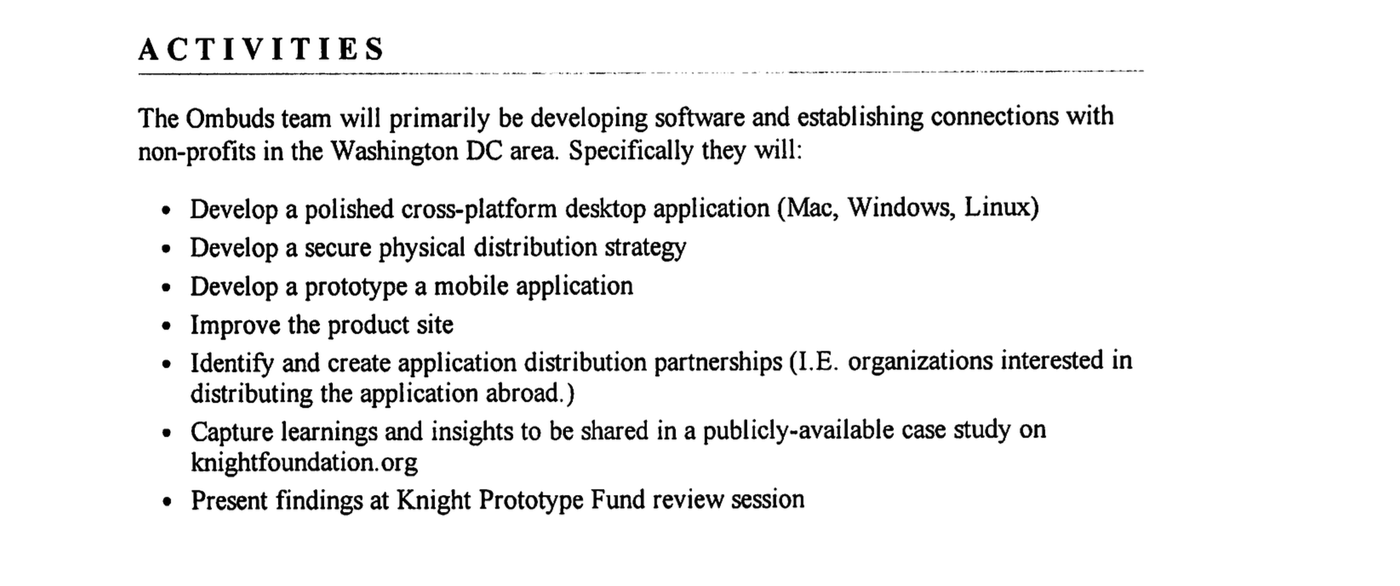 ACTIVITIES
The Ombuds team will primarily be developing software and establishing connections with
non-profits in the Washington DC area. Specifically they will:
• Develop a polished cross-platform desktop application (Mac, Windows, Linux)
• Develop a secure physical distribution strategy
• Develop a prototype a mobile application
• Improve the product site
• Identify and create application distribution partnerships (I.E. organizations interested in
distributing the application abroad.)
• Capture learnings and insights to be shared in a publicly-available case study on
knightfoundation.org
• Present findings at Knight Prototype Fund review session